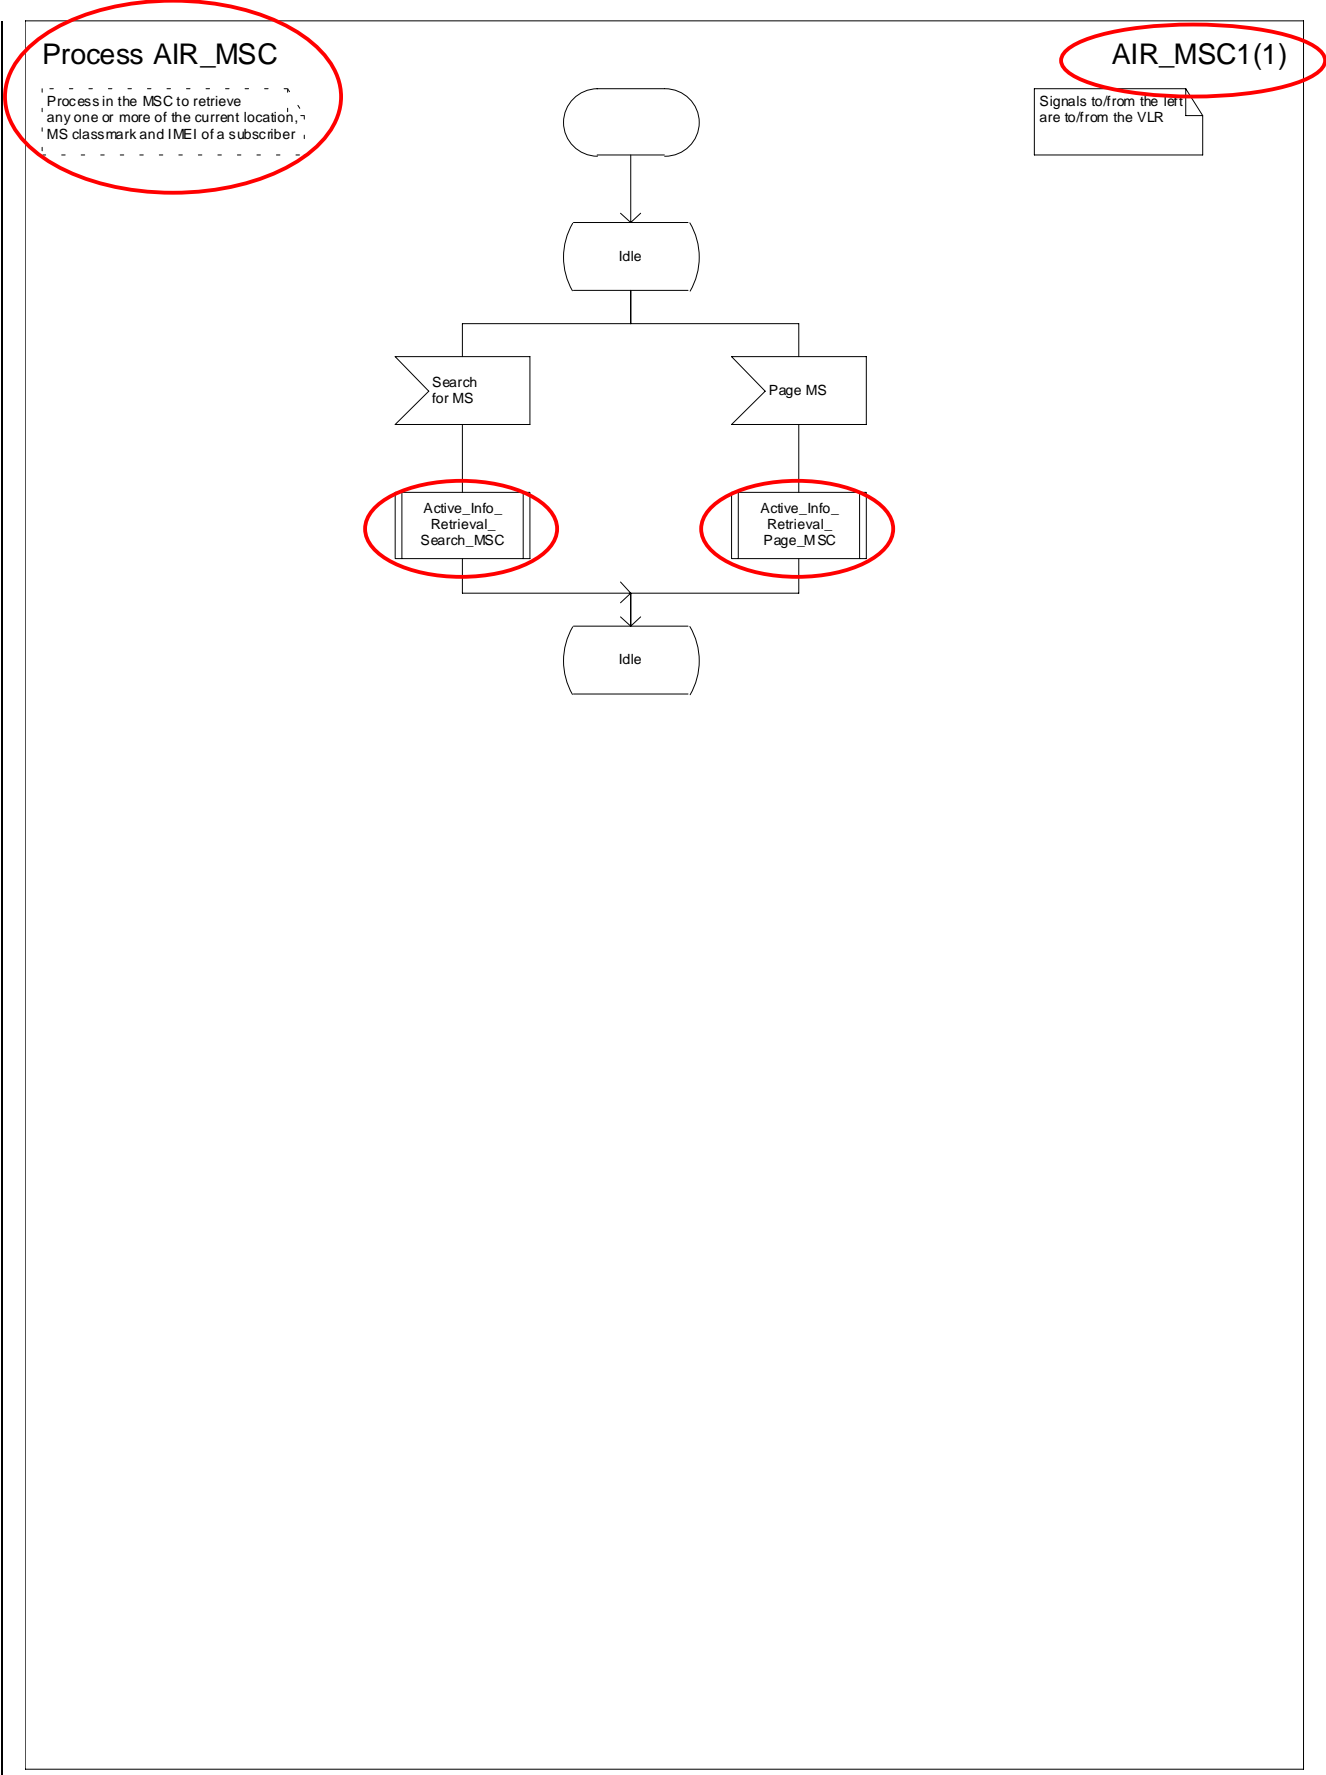 Process AIR_MSC
AIR_MSC1(1)
Process in the MSC to retrieve
any one or more of the current location,
MS classmark and IMEI of a subscriber
Signals to/from the left
are to/from the VLR
Idle
Search
for MS
Page MS
Active_Info_
Retrieval_
Search_MSC
Active_Info_
Retrieval_
Page_MSC
Idle